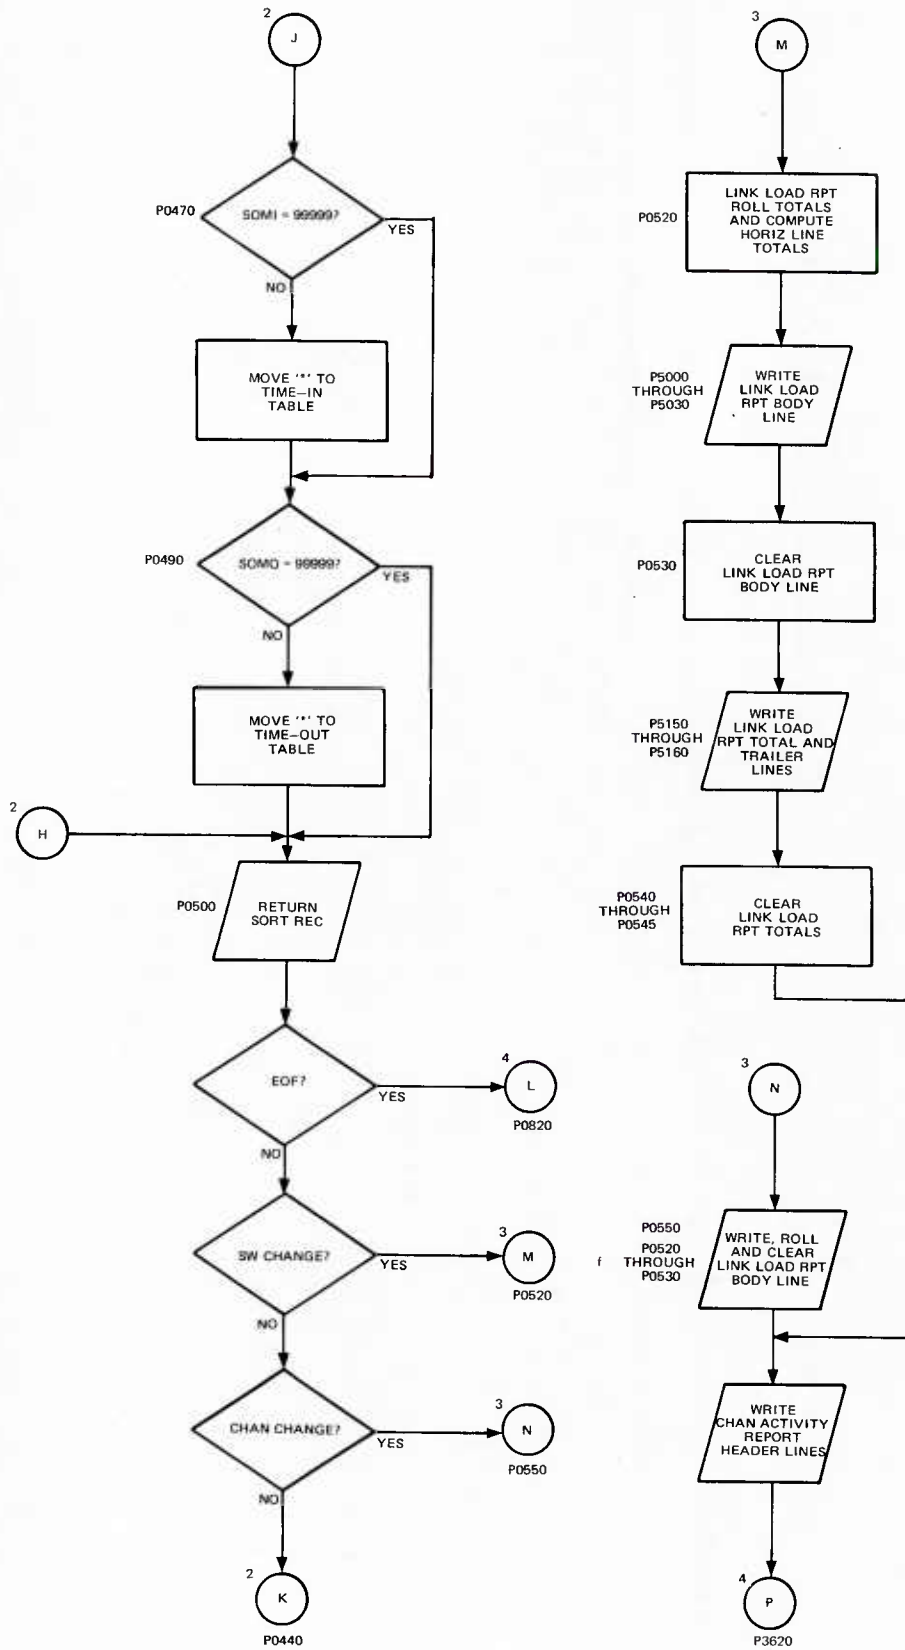 2
J
P0470
SOMI = 99999?
YES
NO
MOVE '*' TO
TIME—IN
TABLE
P0490
SOMO = 99999?
YES
NO
MOVE '*' TO
TIME—OUT
TABLE
2
H
P0500
RETURN
SORT REC
EOF?
YES
4
L
P0820
NO
SW CHANGE?
YES
3
M
P0520
NO
CHAN CHANGE?
YES
3
N
P0550
NO
2
K
P0440
3
M
P0520
LINK LOAD RPT
ROLL TOTALS
AND COMPUTE
HORIZ LINE
TOTALS
P5000
THROUGH
P5030
WRITE
LINK LOAD
RPT BODY
LINE
P0530
CLEAR
LINK LOAD RPT
BODY LINE
P5150
THROUGH
P5160
WRITE
LINK LOAD
RPT TOTAL AND
TRAILER
LINES
P0540
THROUGH
P0545
CLEAR
LINK LOAD
RPT TOTALS
3
N
P0550
P0520
f THROUGH
P0530
WRITE, ROLL
AND CLEAR
LINK LOAD RPT
BODY LINE
WRITE
CHAN ACTIVITY
REPORT
HEADER LINES
4
P
P3620